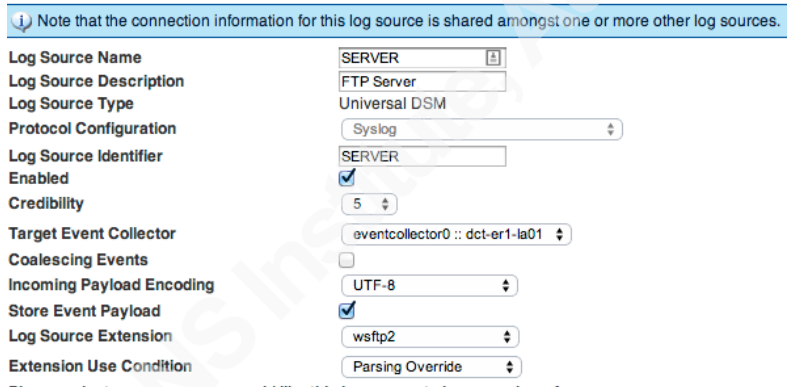 Note that the connection information for this log source is shared amongst one or more other log sources.
Log Source Name SERVER
Log Source Description FTP Server
Log Source Type Universal DSM
Protocol Configuration Syslog
Log Source Identifier SERVER
Enabled
Credibility 5
Target Event Collector eventcollector0 :: dct-er1-la01
Coalescing Events
Incoming Payload Encoding UTF-8
Store Event Payload
Log Source Extension wsftp2
Extension Use Condition Parsing Override